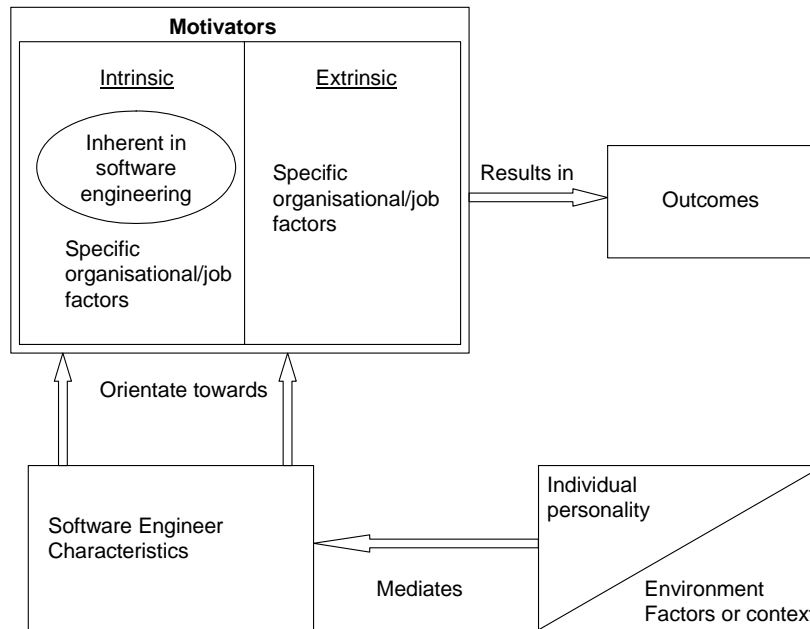 Motivators
Intrinsic
Inherent in
software
engineering
Specific
organisational/job
factors
Extrinsic
Specific
organisational/job
factors
Results in
Outcomes
Orientate towards
Software Engineer
Characteristics
Mediates
Individual
personality
Environment
Factors or context